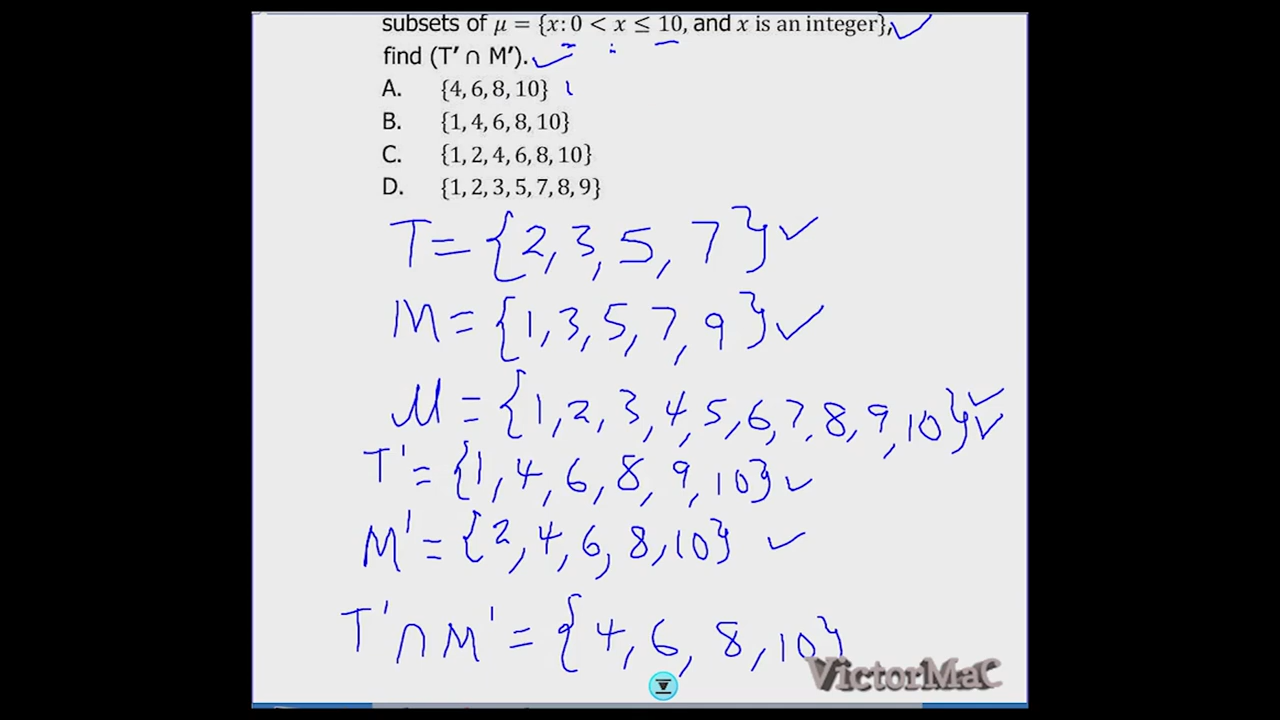 subsets of μ = {x: 0 < x ≤ 10, and x is an integer},
find (T′ ∩ M′).
A. {4, 6, 8, 10}
B. {1, 4, 6, 8, 10}
C. {1, 2, 4, 6, 8, 10}
D. {1, 2, 3, 5, 7, 8, 9}
T = {2, 3, 5, 7}
M = {1, 3, 5, 7, 9}
μ = {1, 2, 3, 4, 5, 6, 7, 8, 9, 10}
T' = {1, 4, 6, 8, 9, 10}
M' = {2, 4, 6, 8, 10}
T' ∩ M' = {4, 6, 8, 10}
VictorMaC